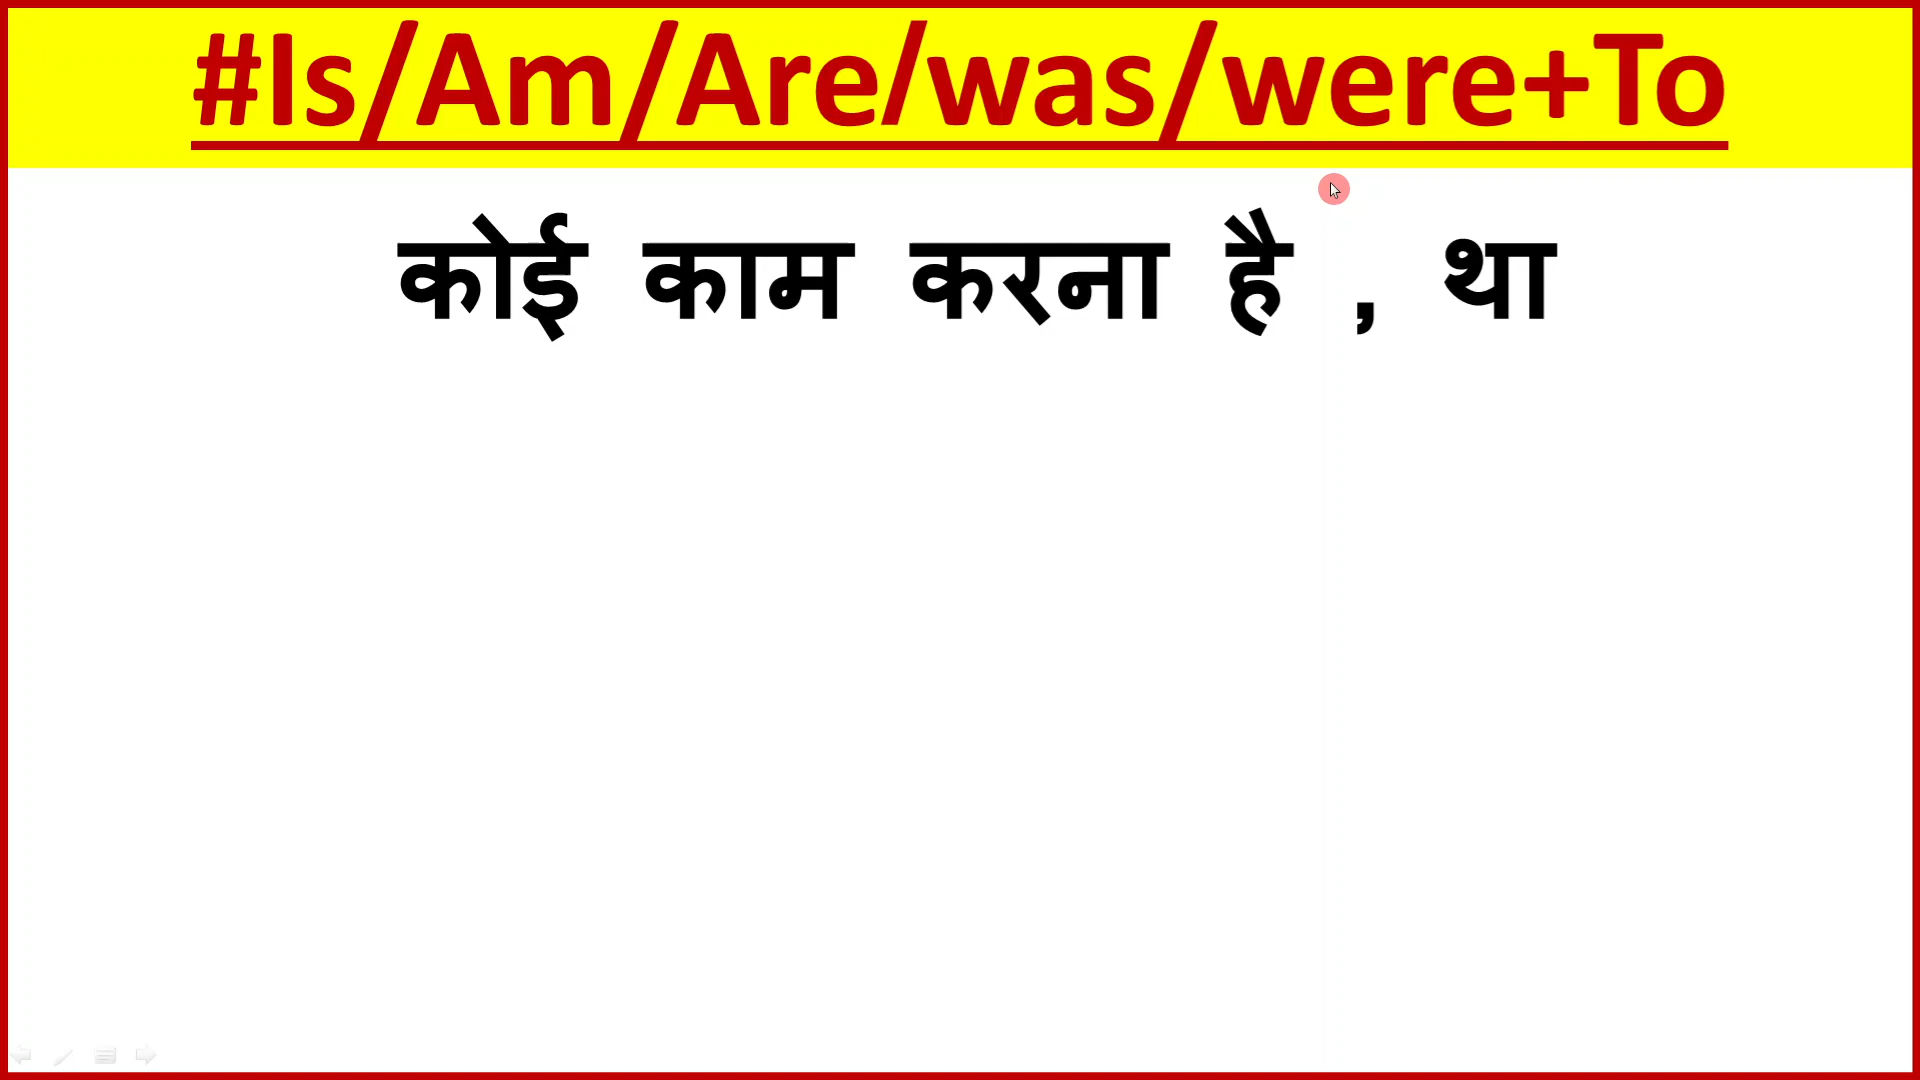 #Is/Am/Are/was/were+To
कोई काम करना है , था